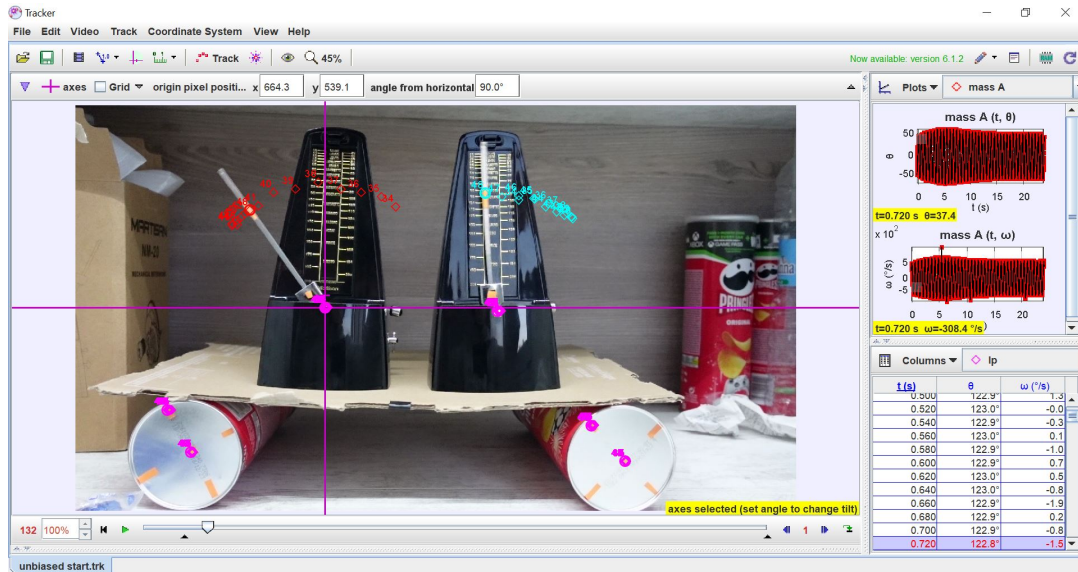 Tracker
File Edit Video Track Coordinate System View Help
Track 45% Now available: version 6.1.2
axes Grid origin pixel positi... x 664.3 y 539.1 angle from horizontal 90.0°
Plots mass A
mass A (t, θ)
50
0
-50
θ
0 5 10 15 20
t (s)
t=0.720 s θ=37.4
x 10²
mass A (t, ω)
5
0
-5
ω (°/s)
0 5 10 15 20
t=0.720 s ω=-308.4 °/s)
Columns lp
t (s) θ ω (°/s)
0.500 122.9° 1.3
0.520 123.0° -0.0
0.540 122.9° -0.3
0.560 123.0° 0.1
0.580 122.9° -1.0
0.600 122.9° 0.7
0.620 123.0° 0.5
0.640 123.0° -0.8
0.660 122.9° -1.9
0.680 122.9° 0.2
0.700 122.9° -0.8
0.720 122.8° -1.5
MARTISAN
NM-20
XBOX
GAME PASS
PRINGLES
ORIGINAL
axes selected (set angle to change tilt)
132 100% 1
unbiased start.trk